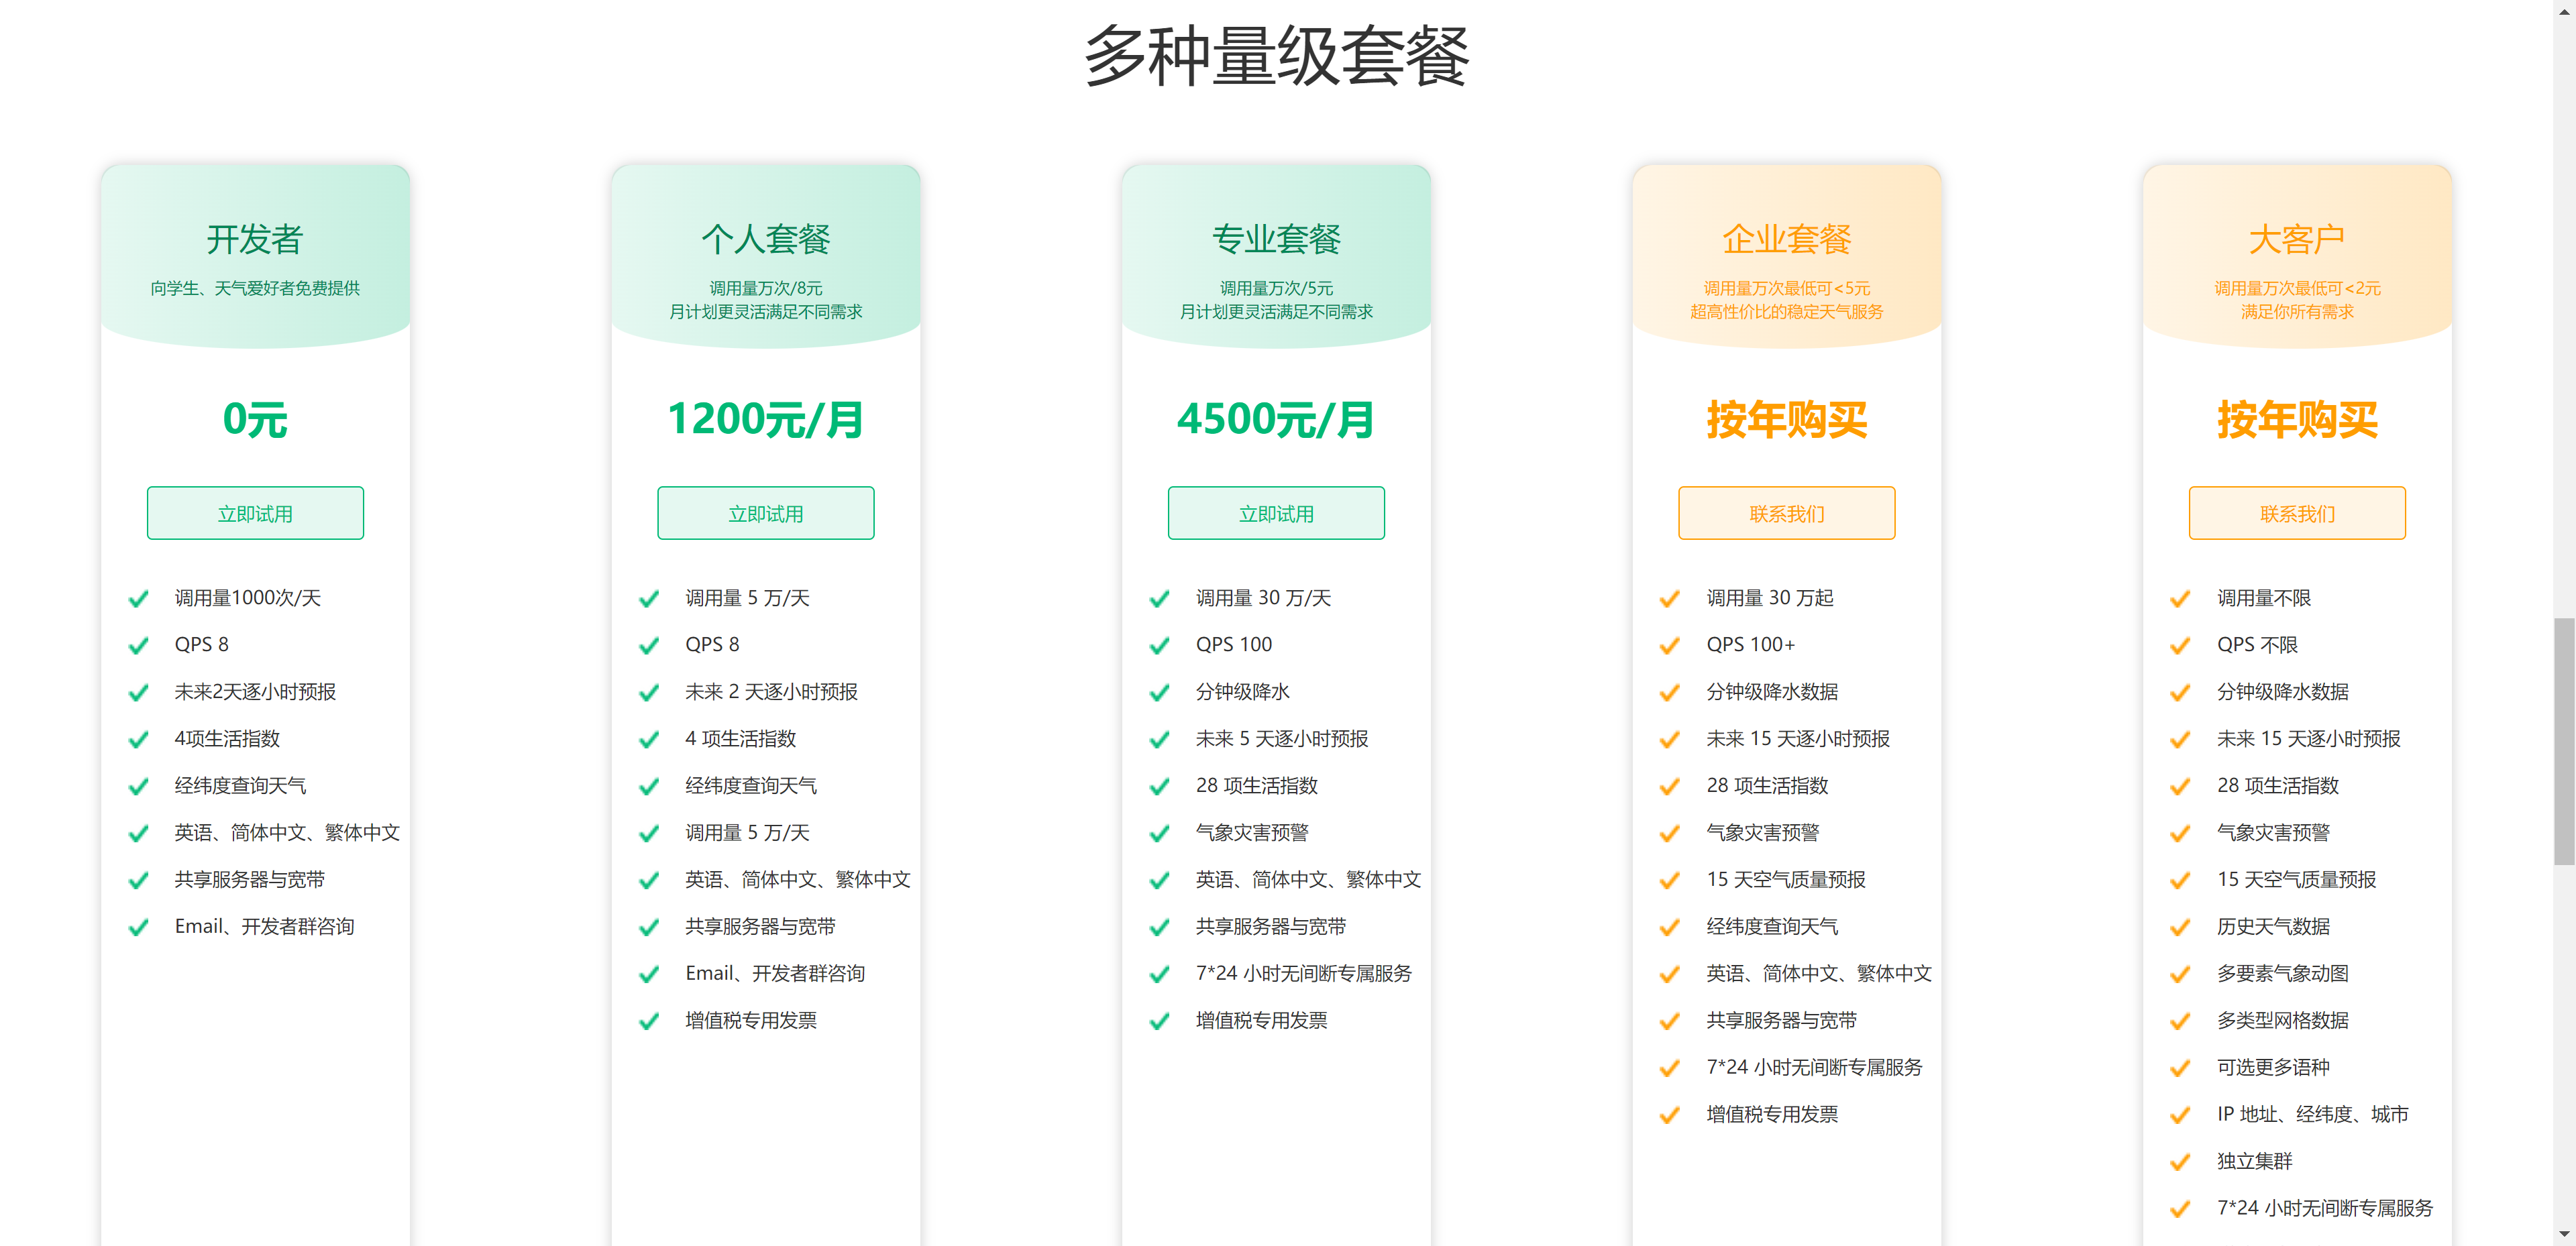 多种量级套餐
开发者
向学生、天气爱好者免费提供
0元
立即试用
调用量1000次/天
QPS 8
未来2天逐小时预报
4项生活指数
经纬度查询天气
英语、简体中文、繁体中文
共享服务器与宽带
Email、开发者群咨询
个人套餐
调用量万次/8元
月计划更灵活满足不同需求
1200元/月
立即试用
调用量 5 万/天
QPS 8
未来 2 天逐小时预报
4 项生活指数
经纬度查询天气
调用量 5 万/天
英语、简体中文、繁体中文
共享服务器与宽带
Email、开发者群咨询
增值税专用发票
专业套餐
调用量万次/5元
月计划更灵活满足不同需求
4500元/月
立即试用
调用量 30 万/天
QPS 100
分钟级降水
未来 5 天逐小时预报
28 项生活指数
气象灾害预警
英语、简体中文、繁体中文
共享服务器与宽带
7*24 小时无间断专属服务
增值税专用发票
企业套餐
调用量万次最低可<5元
超高性价比的稳定天气服务
按年购买
联系我们
调用量 30 万起
QPS 100+
分钟级降水数据
未来 15 天逐小时预报
28 项生活指数
气象灾害预警
15 天空气质量预报
经纬度查询天气
英语、简体中文、繁体中文
共享服务器与宽带
7*24 小时无间断专属服务
增值税专用发票
大客户
调用量万次最低可<2元
满足你所有需求
按年购买
联系我们
调用量不限
QPS 不限
分钟级降水数据
未来 15 天逐小时预报
28 项生活指数
气象灾害预警
15 天空气质量预报
历史天气数据
多要素气象动图
多类型网格数据
可选更多语种
IP 地址、经纬度、城市
独立集群
7*24 小时无间断专属服务